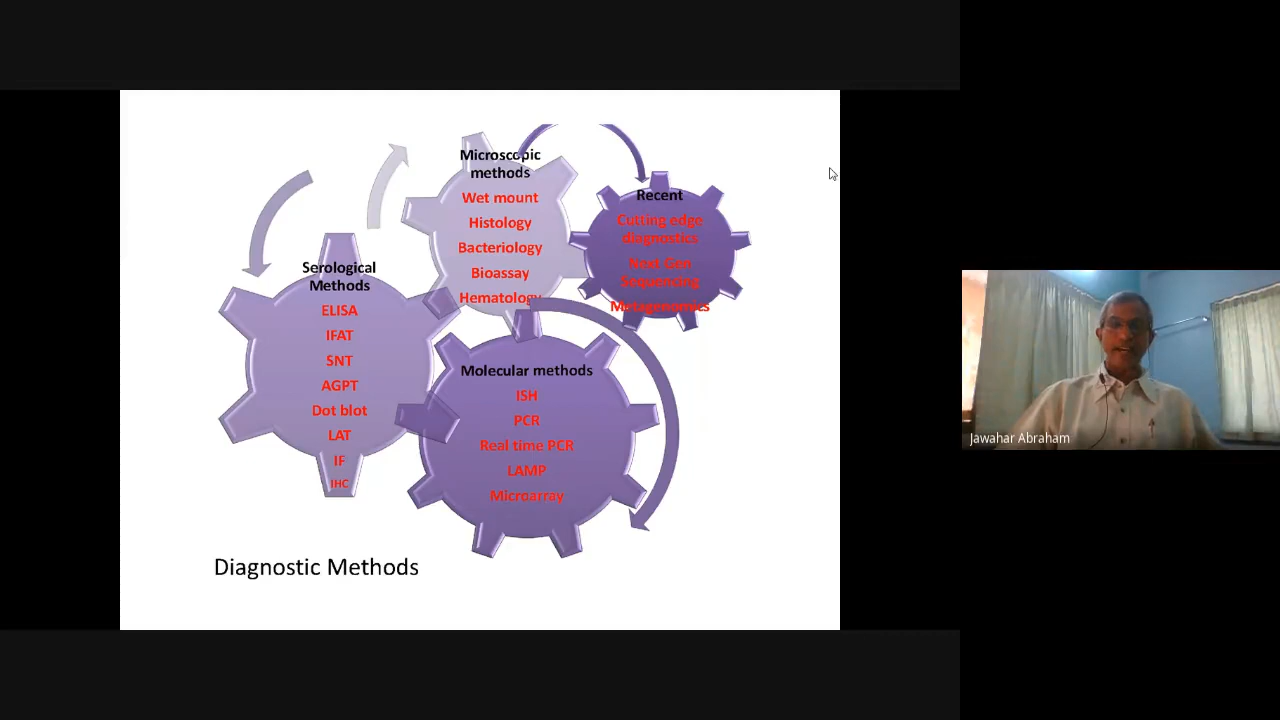 Microscopic
methods
Wet mount
Histology
Bacteriology
Bioassay
Hematology
Recent
Cutting edge
diagnostics
Next Gen
Sequencing
Metagenomics
Serological
Methods
ELISA
IFAT
SNT
AGPT
Dot blot
LAT
IF
IHC
Molecular methods
ISH
PCR
Real time PCR
LAMP
Microarray
Diagnostic Methods
Jawahar Abraham